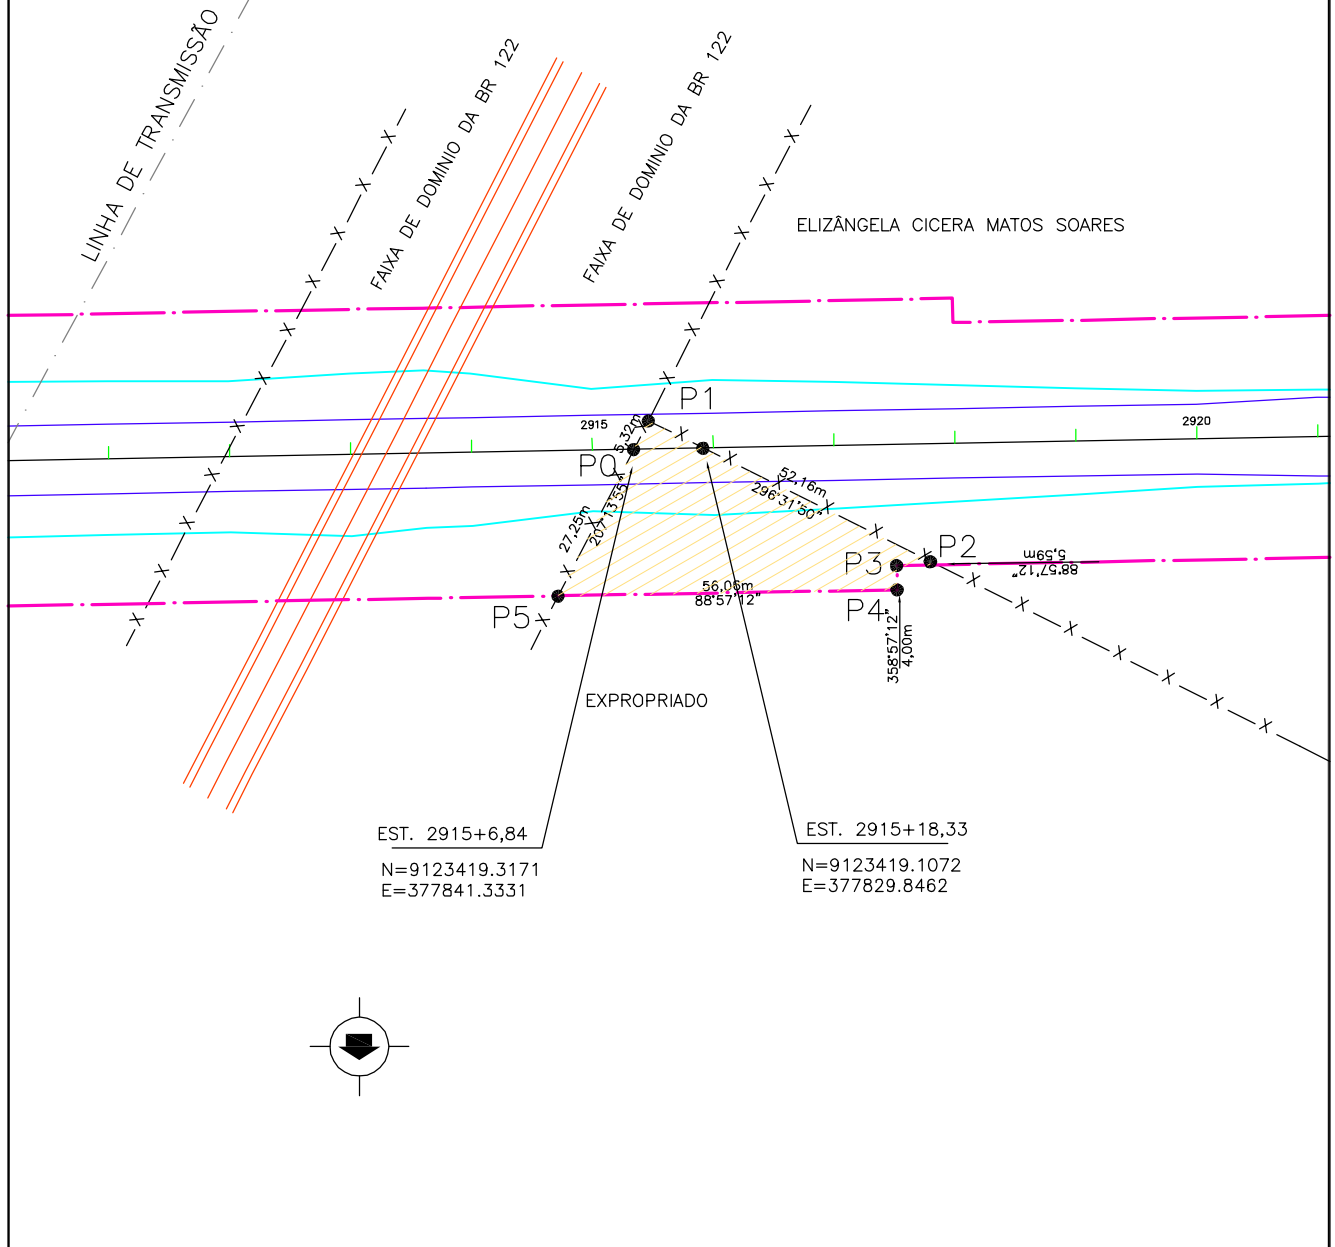 LINHA DE TRANSMISSÃO
FAIXA DE DOMINIO DA BR 122
FAIXA DE DOMINIO DA BR 122
ELIZÂNGELA CICERA MATOS SOARES
P1
2915
2920
5,32m
P0
52,16m
296°31'50"
27,25m
207°13'55"
P2
P3
5,59m
88°57'12"
56,06m
88°57'12"
P4
P5
358°57'12"
4,00m
EXPROPRIADO
EST. 2915+6,84
N=9123419.3171
E=377841.3331
EST. 2915+18,33
N=9123419.1072
E=377829.8462